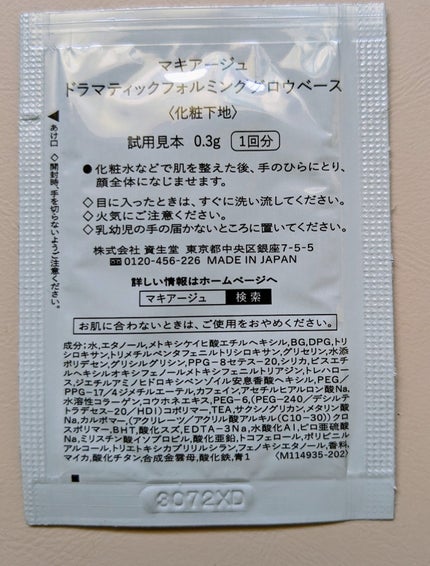 マキアージュ
ドラマティックフォルミング グロウベース
〈化粧下地〉
試用見本 0.3g 1回分
●化粧水などで肌を整えた後、手のひらにとり、
顔全体になじませます。
◇目に入ったときは、すぐに洗い流してください。
◇火気にご注意ください。
◇乳幼児の手の届かないところに置いてください。
株式会社 資生堂 東京都中央区銀座7-5-5
0120-456-226 MADE IN JAPAN
詳しい情報はホームページへ
マキアージュ 検索
お肌に合わないときは、ご使用をおやめください。
成分:水,エタノール,メトキシケイヒ酸エチルヘキシル,BG,DPG,トリ
シロキサン,トリメチルペンタフェニルトリシロキサン,グリセリン,水添
ポリデセン,グリシルグリシン,PPG-8セテス-20,シリカ,ビスエチ
ルヘキシルオキシフェノールメトキシフェニルトリアジン,トレハロー
ス,ジエチルアミノヒドロキシベンゾイル安息香酸ヘキシル,PEG/
PPG-17/4ジメチルエーテル,カフェイン,アセチルヒアルロン酸Na,
水溶性コラーゲン,コウホネエキス,PEG-6,(PEG-240/デシルテ
トラデセス-20/HDI)コポリマー,TEA,サクシノグリカン,メタリン酸
Na,カルボマー,(アクリレーツ/アクリル酸アルキル(C10-30))クロ
スポリマー,BHT,酸化スズ,EDTA-3Na,水酸化Al,ピロ亜硫酸
Na,ミリスチン酸イソプロピル,酸化亜鉛,トコフェロール,ポリビニル
アルコール,トリエトキシカプリリルシラン,フェノキシエタノール,香料,
マイカ,酸化チタン,合成金雲母,酸化鉄,青1 〈M114935-202〉
◀あけ口 ◇開封時、手を切らないようご注意ください。
3072XD